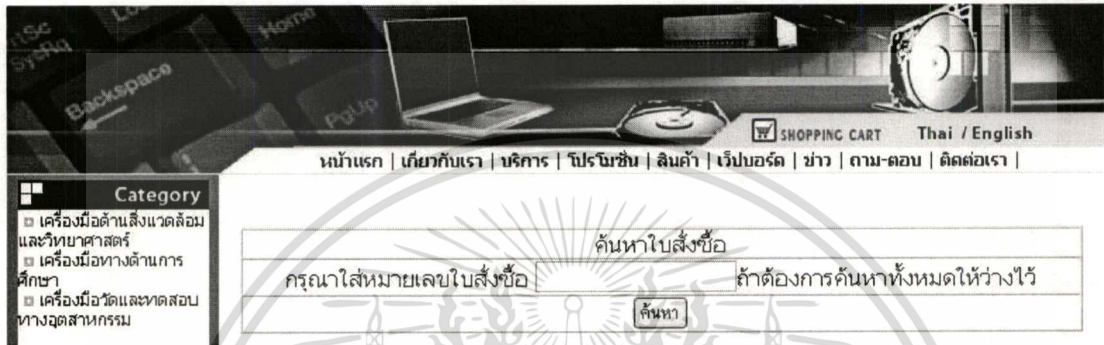 Home
Backspace
PgUp
SHOPPING CART Thai / English
หน้าแรก | เกี่ยวกับเรา | บริการ | โปรโมชั่น | สินค้า | เว็ปบอร์ด | ข่าว | ถาม-ตอบ | ติดต่อเรา |
Category
เครื่องมือด้านสิ่งแวดล้อม
และวิทยาศาสตร์
เครื่องมือทางด้านการ
ศึกษา
เครื่องมือวัดและทดสอบ
ทางอุตสาหกรรม
ค้นหาใบสั่งซื้อ
กรุณาใส่หมายเลขใบสั่งซื้อ ถ้าต้องการค้นหาทั้งหมดให้ว่างไว้
ค้นหา